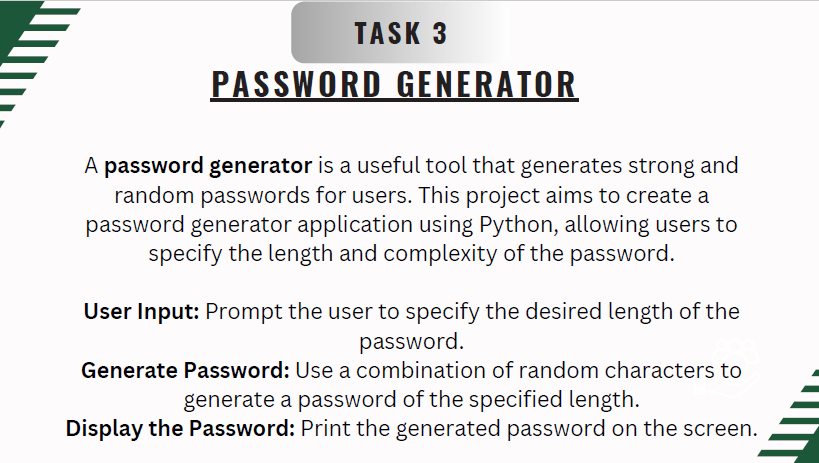 TASK 3
PASSWORD GENERATOR
A password generator is a useful tool that generates strong and
random passwords for users. This project aims to create a
password generator application using Python, allowing users to
specify the length and complexity of the password.
User Input: Prompt the user to specify the desired length of the
password.
Generate Password: Use a combination of random characters to
generate a password of the specified length.
Display the Password: Print the generated password on the screen.